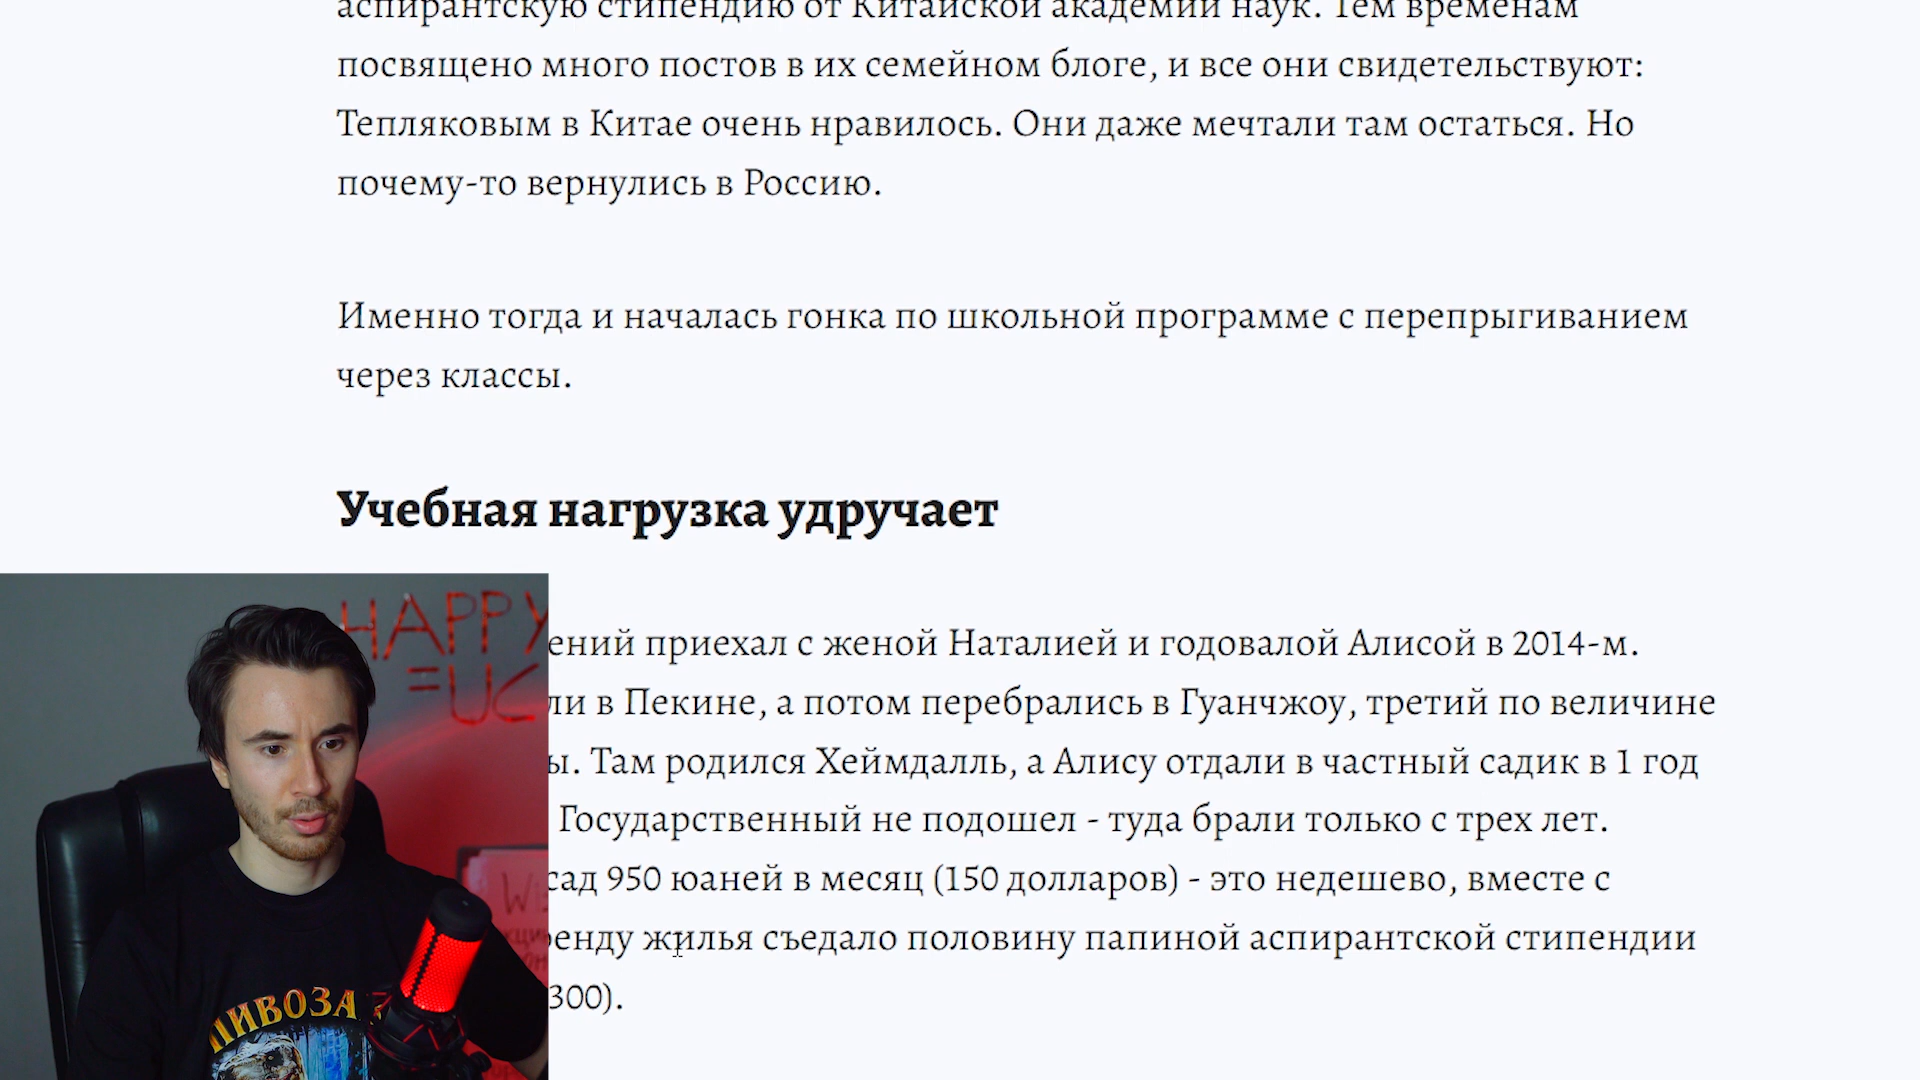 аспирантскую стипендию от Китайской академии наук. Тем временам
посвящено много постов в их семейном блоге, и все они свидетельствуют:
Тепляковым в Китае очень нравилось. Они даже мечтали там остаться. Но
почему-то вернулись в Россию.
Именно тогда и началась гонка по школьной программе с перепрыгиванием
через классы.
Учебная нагрузка удручает
ений приехал с женой Наталией и годовалой Алисой в 2014-м.
ли в Пекине, а потом перебрались в Гуанчжоу, третий по величине
ы. Там родился Хеймдалль, а Алису отдали в частный садик в 1 год
Государственный не подошел - туда брали только с трех лет.
сад 950 юаней в месяц (150 долларов) - это недешево, вместе с
ренду жилья съедало половину папиной аспирантской стипендии
300).
HAPPY
=UC
ПИВОЗА